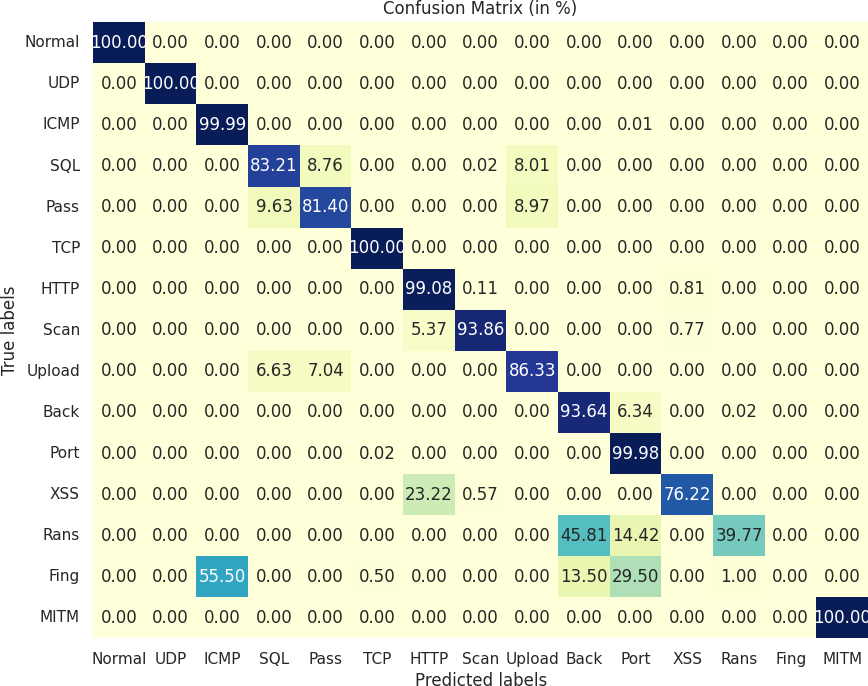 Confusion Matrix (in %)
Normal 100.00 0.00 0.00 0.00 0.00 0.00 0.00 0.00 0.00 0.00 0.00 0.00 0.00 0.00 0.00
UDP 0.00 100.00 0.00 0.00 0.00 0.00 0.00 0.00 0.00 0.00 0.00 0.00 0.00 0.00 0.00
ICMP 0.00 0.00 99.99 0.00 0.00 0.00 0.00 0.00 0.00 0.00 0.01 0.00 0.00 0.00 0.00
SQL 0.00 0.00 0.00 83.21 8.76 0.00 0.00 0.02 8.01 0.00 0.00 0.00 0.00 0.00 0.00
Pass 0.00 0.00 0.00 9.63 81.40 0.00 0.00 0.00 8.97 0.00 0.00 0.00 0.00 0.00 0.00
TCP 0.00 0.00 0.00 0.00 0.00 100.00 0.00 0.00 0.00 0.00 0.00 0.00 0.00 0.00 0.00
HTTP 0.00 0.00 0.00 0.00 0.00 0.00 99.08 0.11 0.00 0.00 0.00 0.81 0.00 0.00 0.00
Scan 0.00 0.00 0.00 0.00 0.00 0.00 5.37 93.86 0.00 0.00 0.00 0.77 0.00 0.00 0.00
Upload 0.00 0.00 0.00 6.63 7.04 0.00 0.00 0.00 86.33 0.00 0.00 0.00 0.00 0.00 0.00
Back 0.00 0.00 0.00 0.00 0.00 0.00 0.00 0.00 0.00 93.64 6.34 0.00 0.02 0.00 0.00
Port 0.00 0.00 0.00 0.00 0.00 0.02 0.00 0.00 0.00 0.00 99.98 0.00 0.00 0.00 0.00
XSS 0.00 0.00 0.00 0.00 0.00 0.00 23.22 0.57 0.00 0.00 0.00 76.22 0.00 0.00 0.00
Rans 0.00 0.00 0.00 0.00 0.00 0.00 0.00 0.00 0.00 45.81 14.42 0.00 39.77 0.00 0.00
Fing 0.00 0.00 55.50 0.00 0.00 0.50 0.00 0.00 0.00 13.50 29.50 0.00 1.00 0.00 0.00
MITM 0.00 0.00 0.00 0.00 0.00 0.00 0.00 0.00 0.00 0.00 0.00 0.00 0.00 0.00 100.00
Normal UDP ICMP SQL Pass TCP HTTP Scan Upload Back Port XSS Rans Fing MITM
Predicted labels
True labels